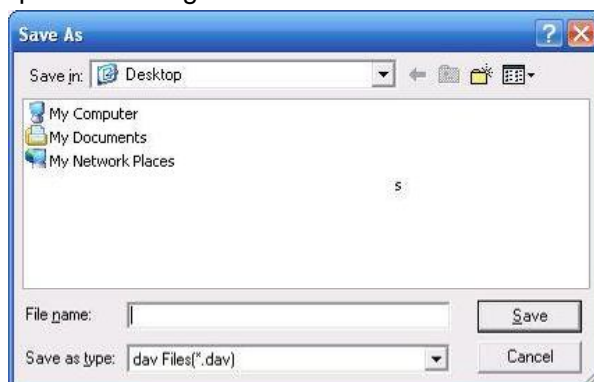 Save As
Save in: Desktop
My Computer
My Documents
My Network Places
s
File name:
Save
Save as type: dav Files(*.dav)
Cancel